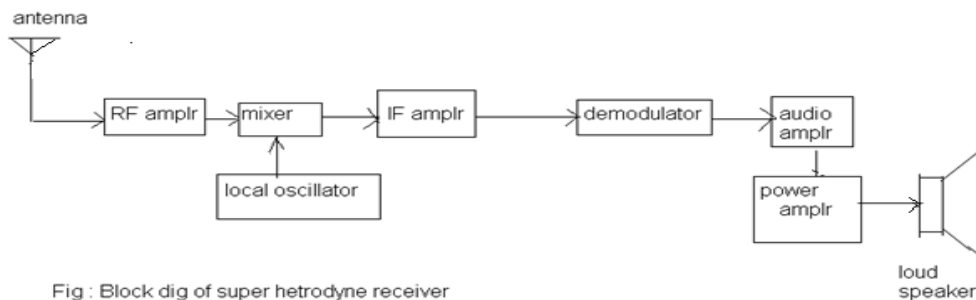 antenna
RF amplr
mixer
IF amplr
demodulator
audio
amplr
local oscillator
power
amplr
loud
speaker
Fig : Block dig of super hetrodyne receiver